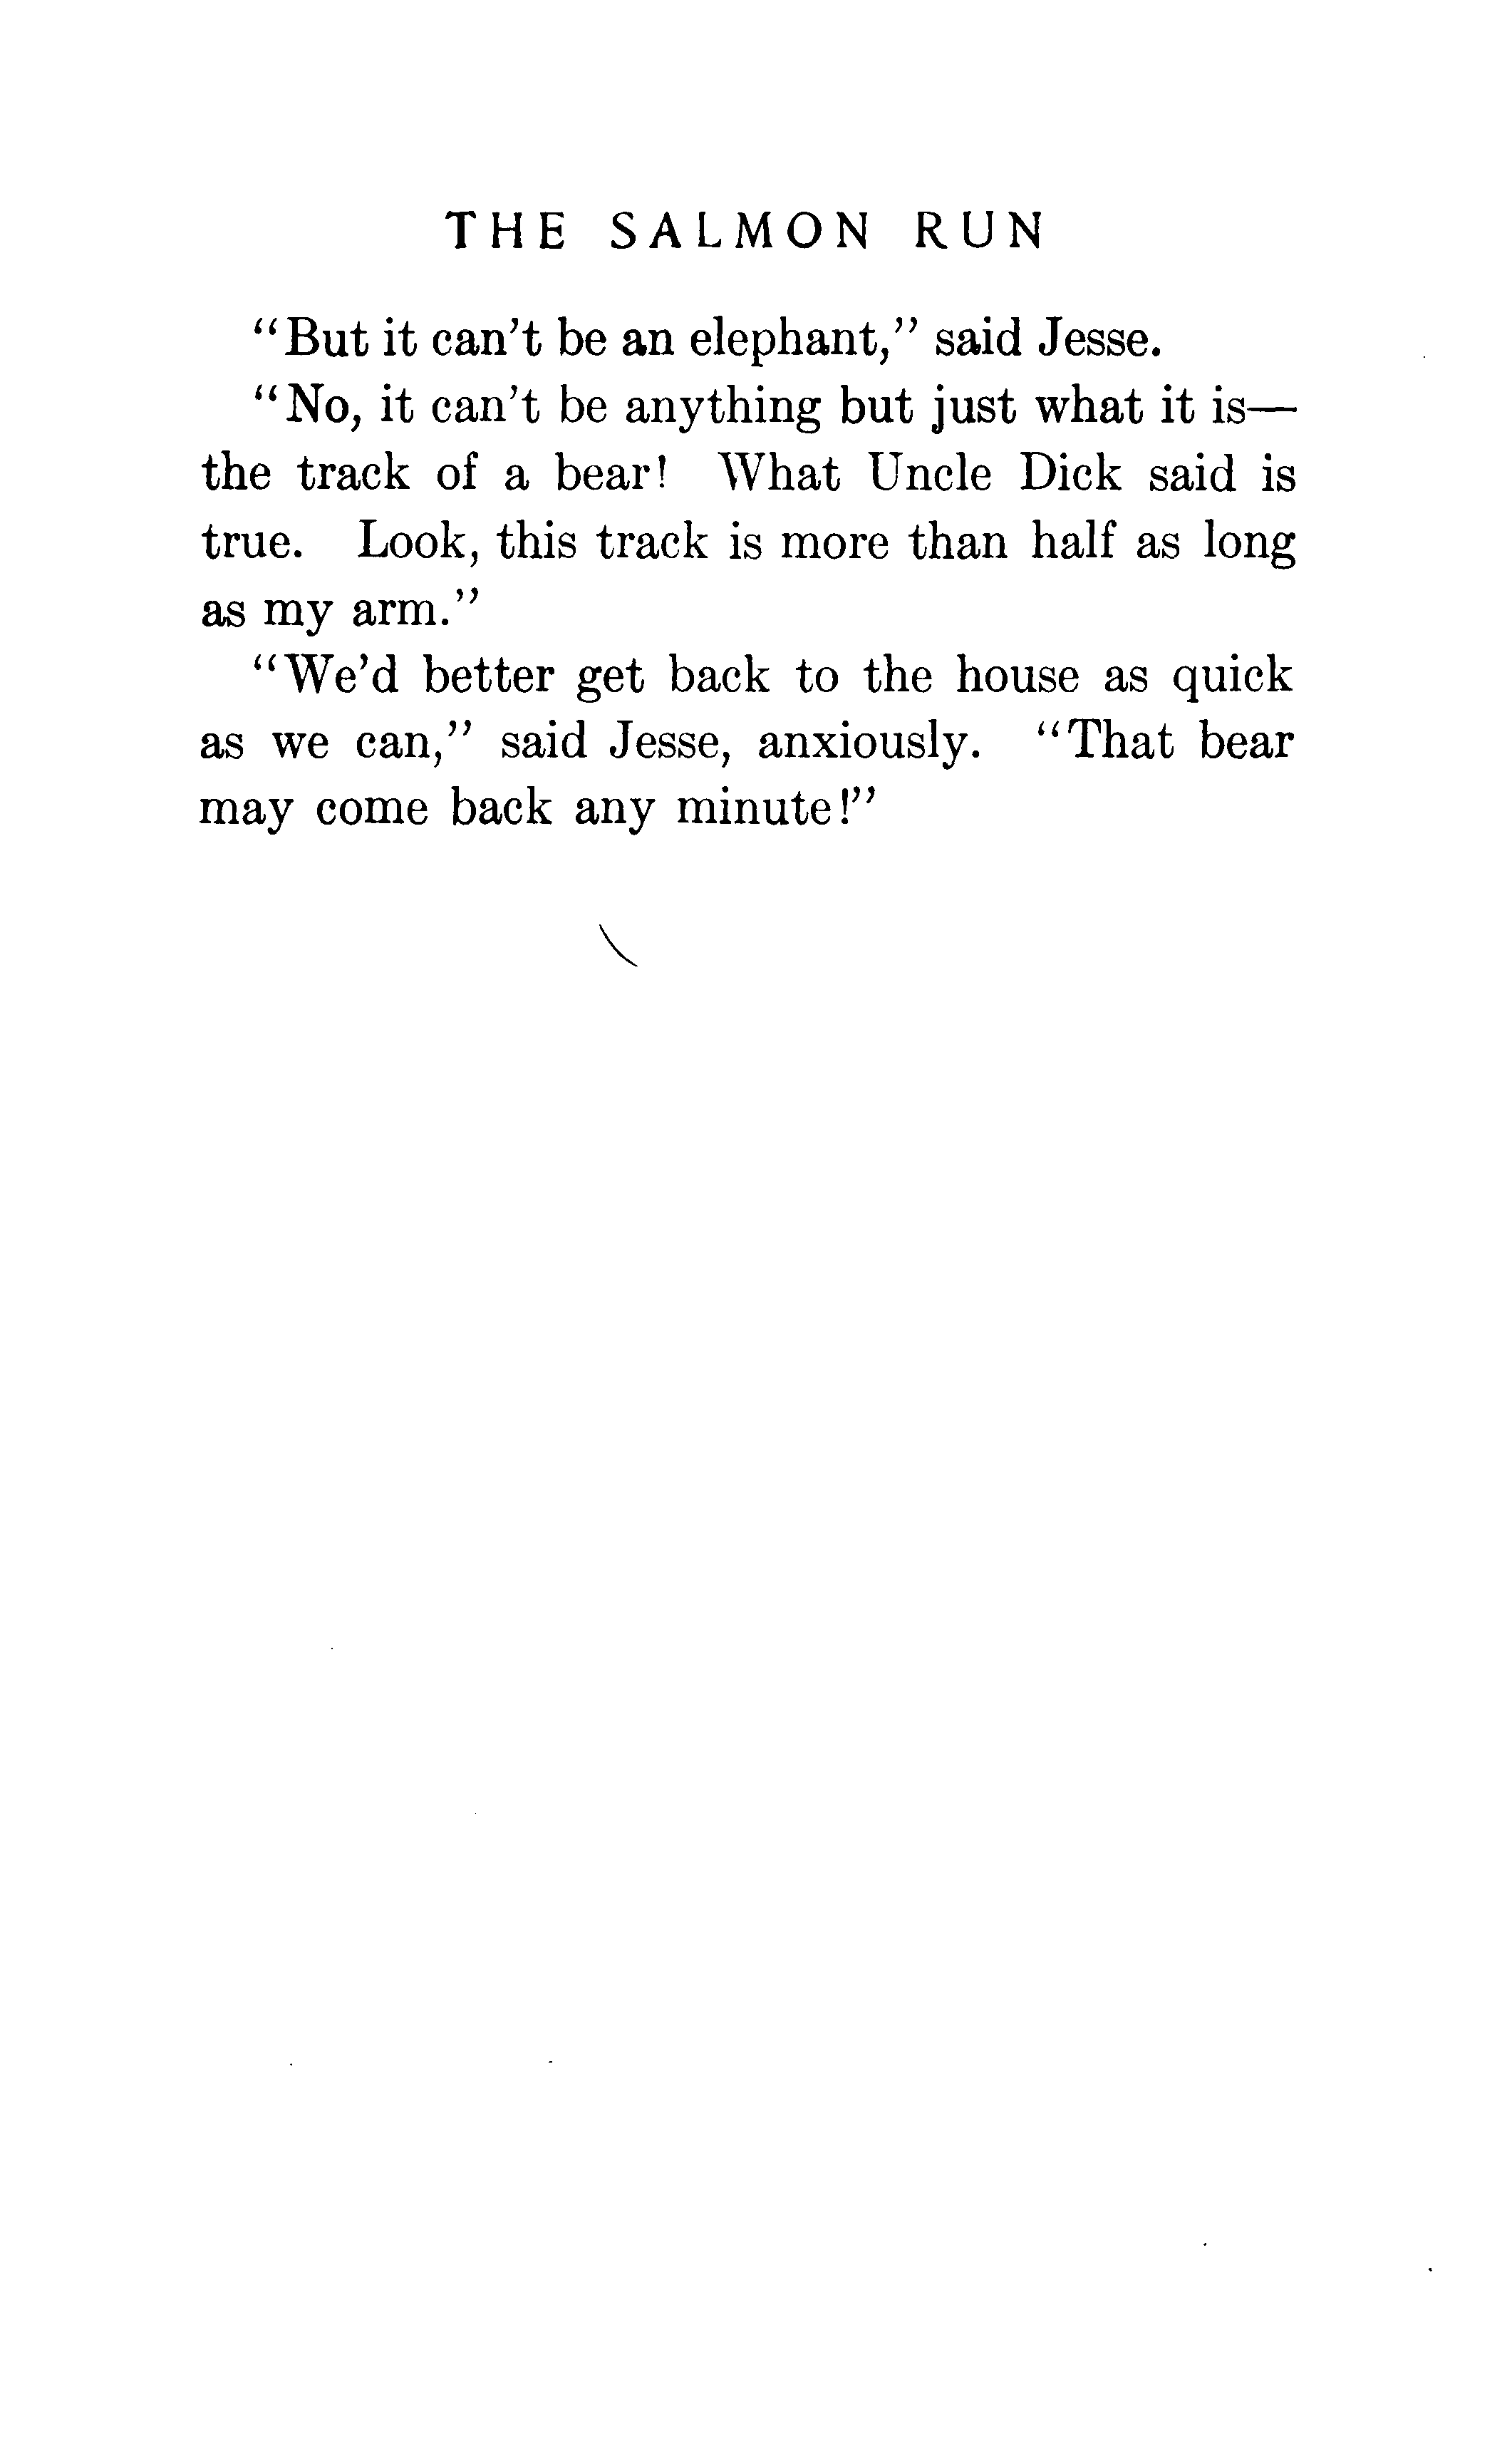 THE SALMON RUN
“But it can’t be an elephant,” said Jesse.
“No, it can’t be anything but just what it is—
the track of a bear! What Uncle Dick said is
true. Look, this track is more than half as long
as my arm.”
“We’d better get back to the house as quick
as we can,” said Jesse, anxiously. “That bear
may come back any minute!”